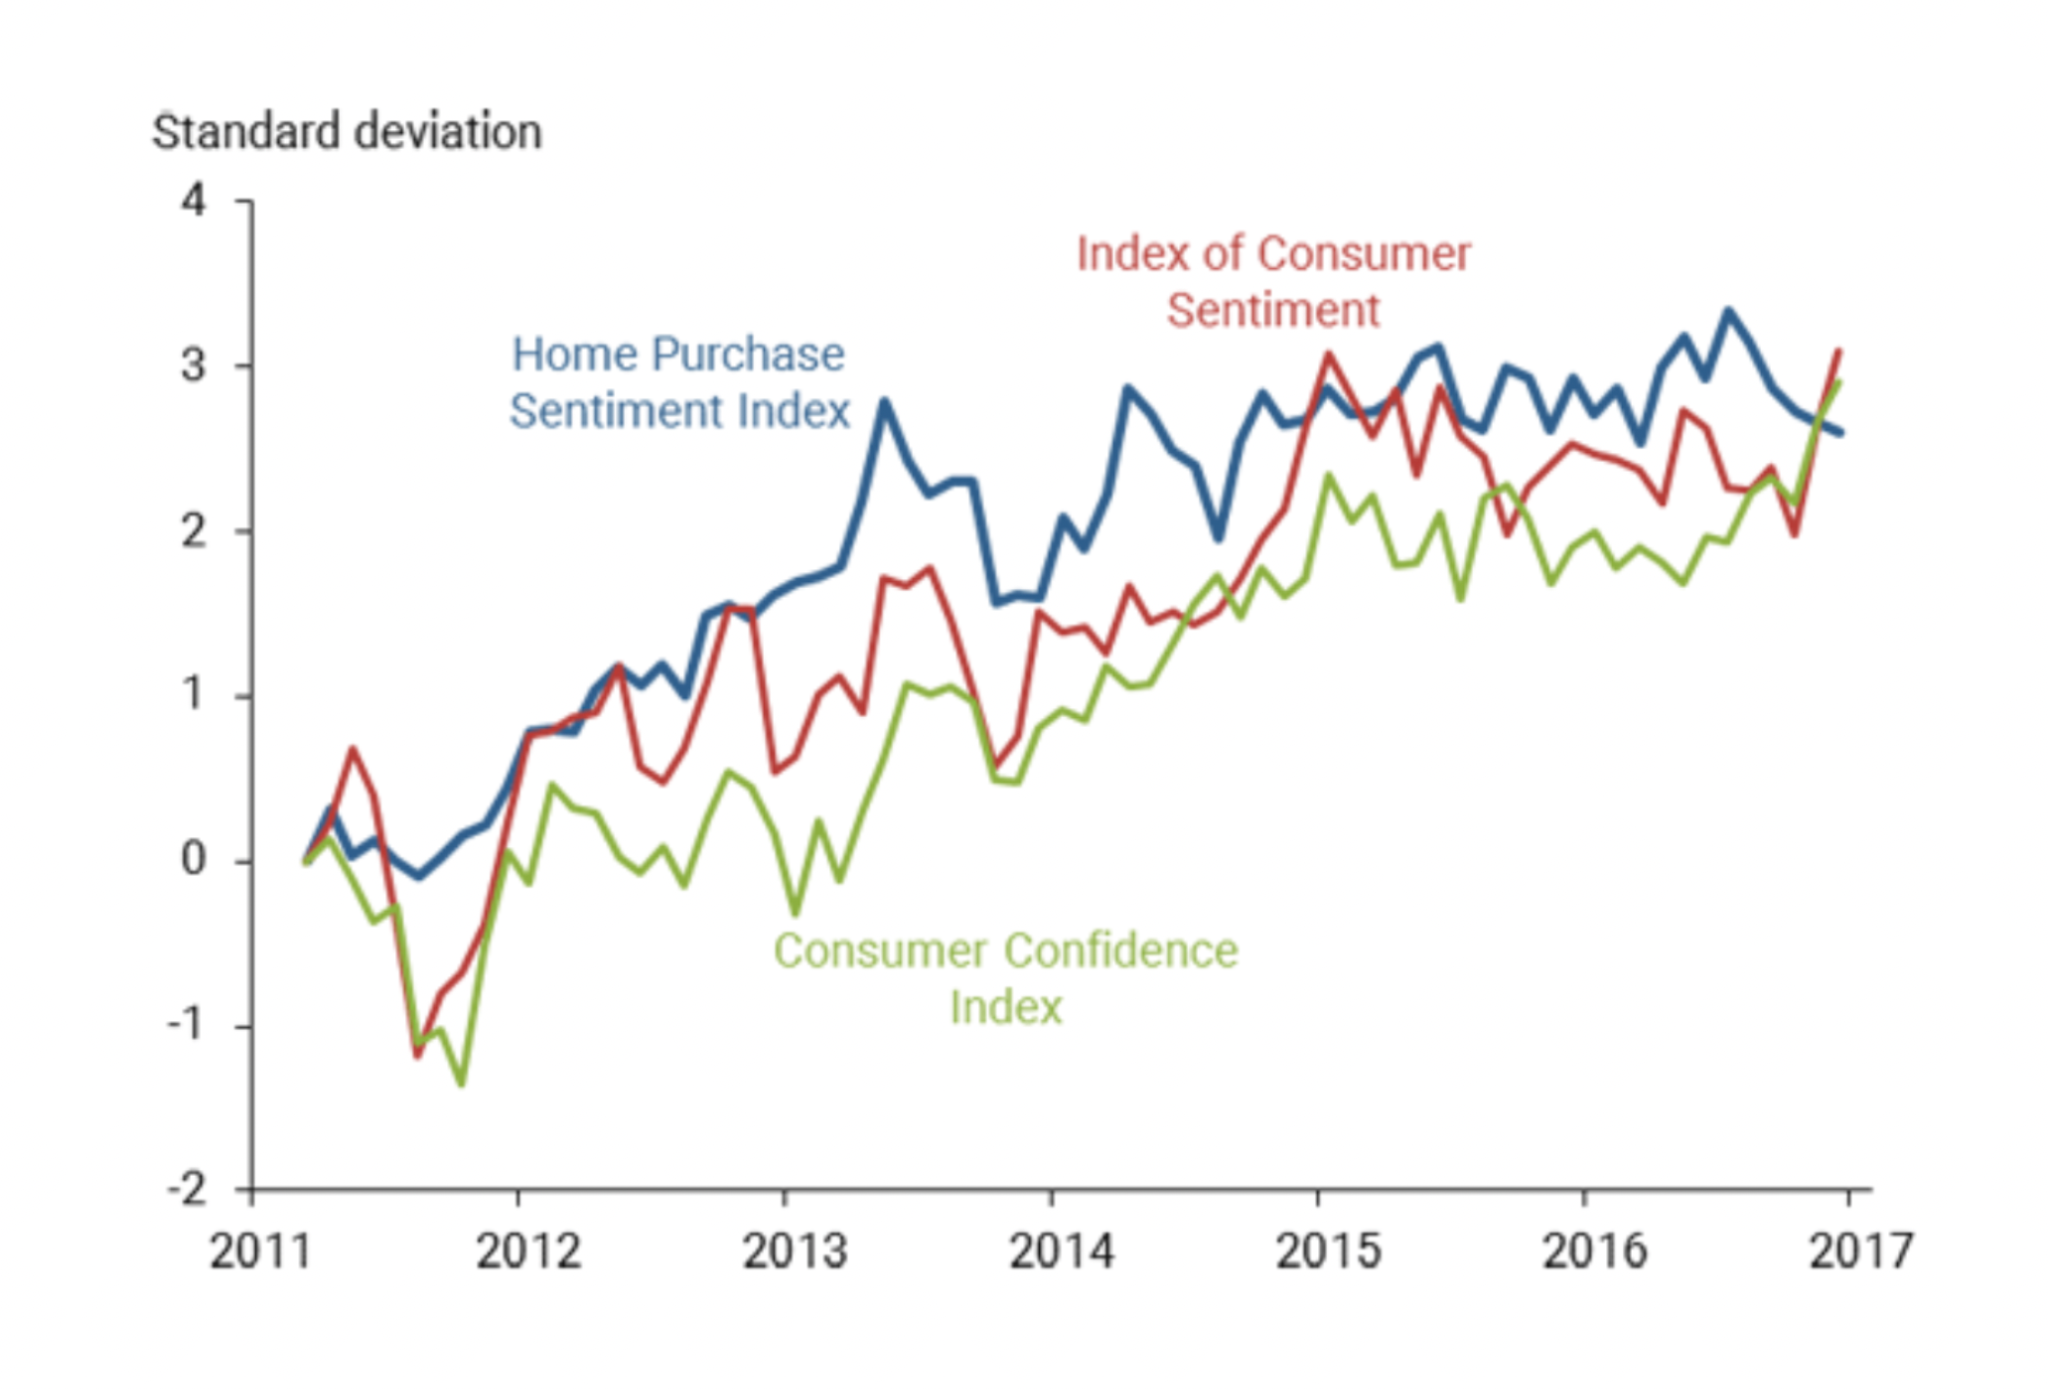 Standard deviation
4
3
2
1
0
-1
-2
Home Purchase
Sentiment Index
Index of Consumer
Sentiment
Consumer Confidence
Index
2011 2012 2013 2014 2015 2016 2017